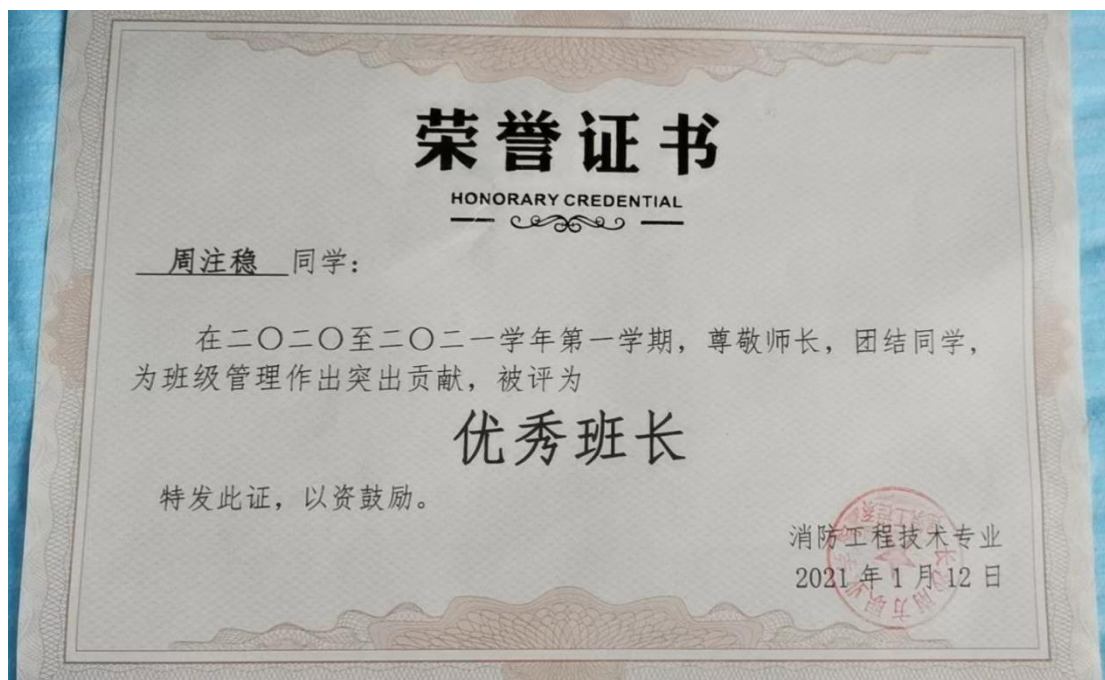 荣誉证书
HONORARY CREDENTIAL
周注稳 同学：
在二〇二〇至二〇二一学年第一学期，尊敬师长，团结同学，
为班级管理作出突出贡献，被评为
优秀班长
特发此证，以资鼓励。
消防工程技术专业
2021年1月12日